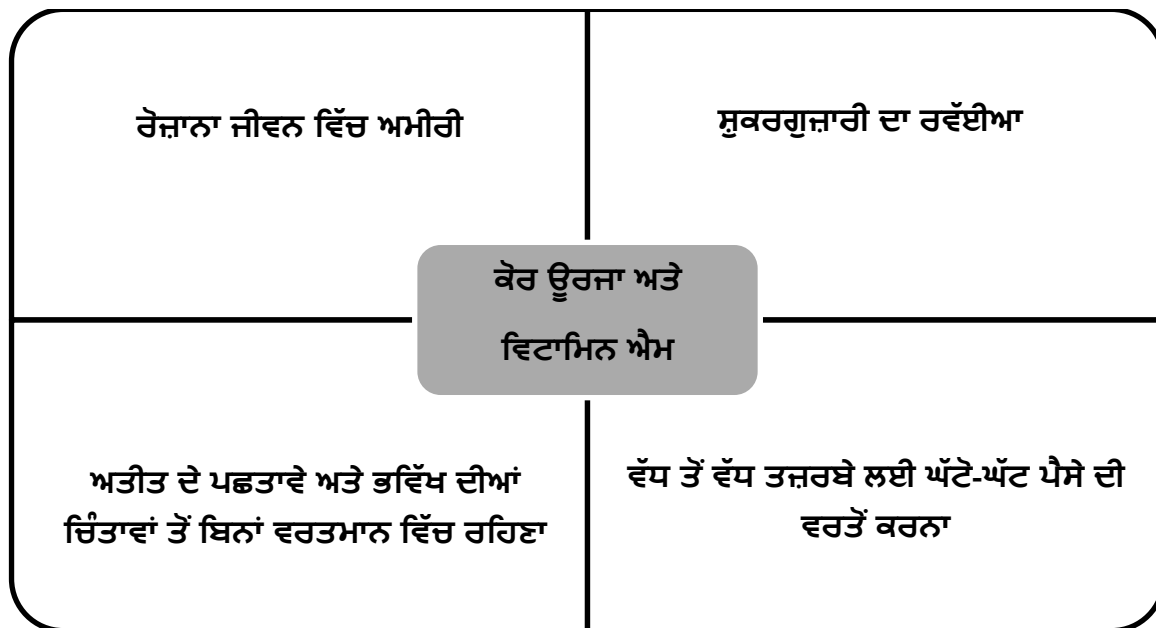 ਰੋਜ਼ਾਨਾ ਜੀਵਨ ਵਿੱਚ ਅਮੀਰੀ
ਸ਼ੁਕਰਗੁਜ਼ਾਰੀ ਦਾ ਰਵੱਈਆ
ਕੋਰ ਊਰਜਾ ਅਤੇ
ਵਿਟਾਮਿਨ ਐਮ
ਅਤੀਤ ਦੇ ਪਛਤਾਵੇ ਅਤੇ ਭਵਿੱਖ ਦੀਆਂ
ਚਿੰਤਾਵਾਂ ਤੋਂ ਬਿਨਾਂ ਵਰਤਮਾਨ ਵਿੱਚ ਰਹਿਣਾ
ਵੱਧ ਤੋਂ ਵੱਧ ਤਜ਼ਰਬੇ ਲਈ ਘੱਟੋ-ਘੱਟ ਪੈਸੇ ਦੀ
ਵਰਤੋਂ ਕਰਨਾ